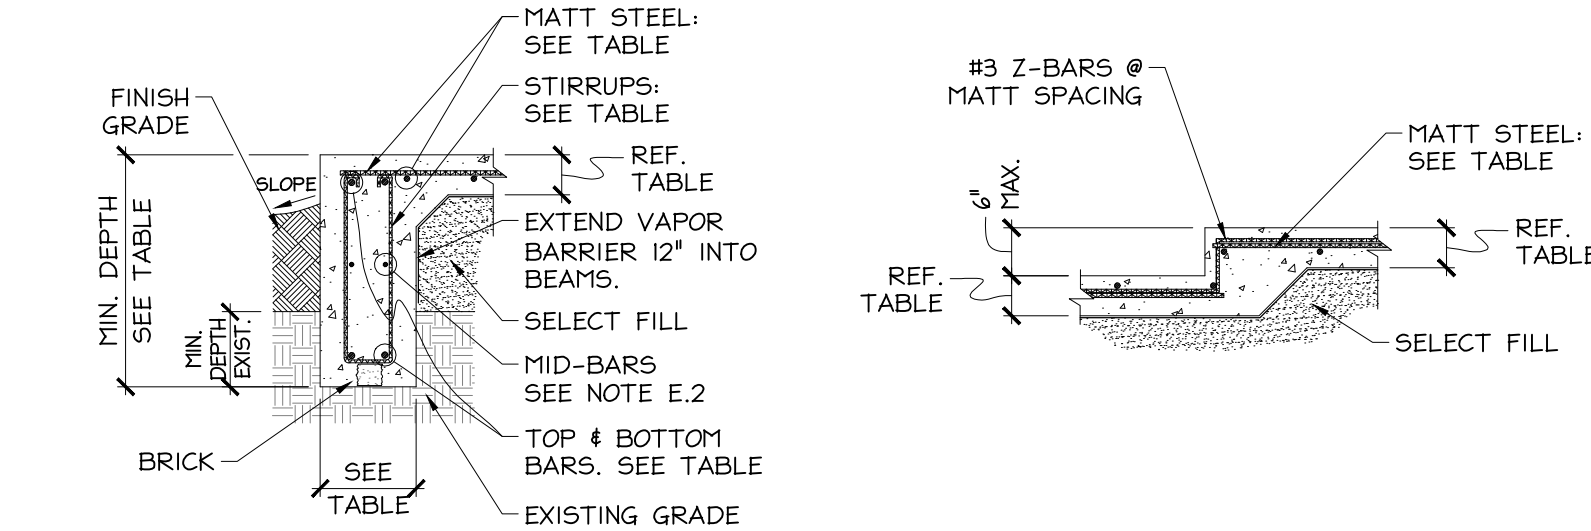 MATT STEEL:
SEE TABLE
STIRRUPS:
SEE TABLE
FINISH
GRADE
SLOPE
REF.
TABLE
MIN. DEPTH
SEE TABLE
EXTEND VAPOR
BARRIER 12" INTO
BEAMS.
SELECT FILL
MIN.
DEPTH
EXIST.
MID-BARS
SEE NOTE E.2
TOP & BOTTOM
BARS. SEE TABLE
BRICK
SEE
TABLE
EXISTING GRADE
#3 Z-BARS @
MATT SPACING
MATT STEEL:
SEE TABLE
6" MAX.
REF.
TABLE
REF.
TABLE
SELECT FILL